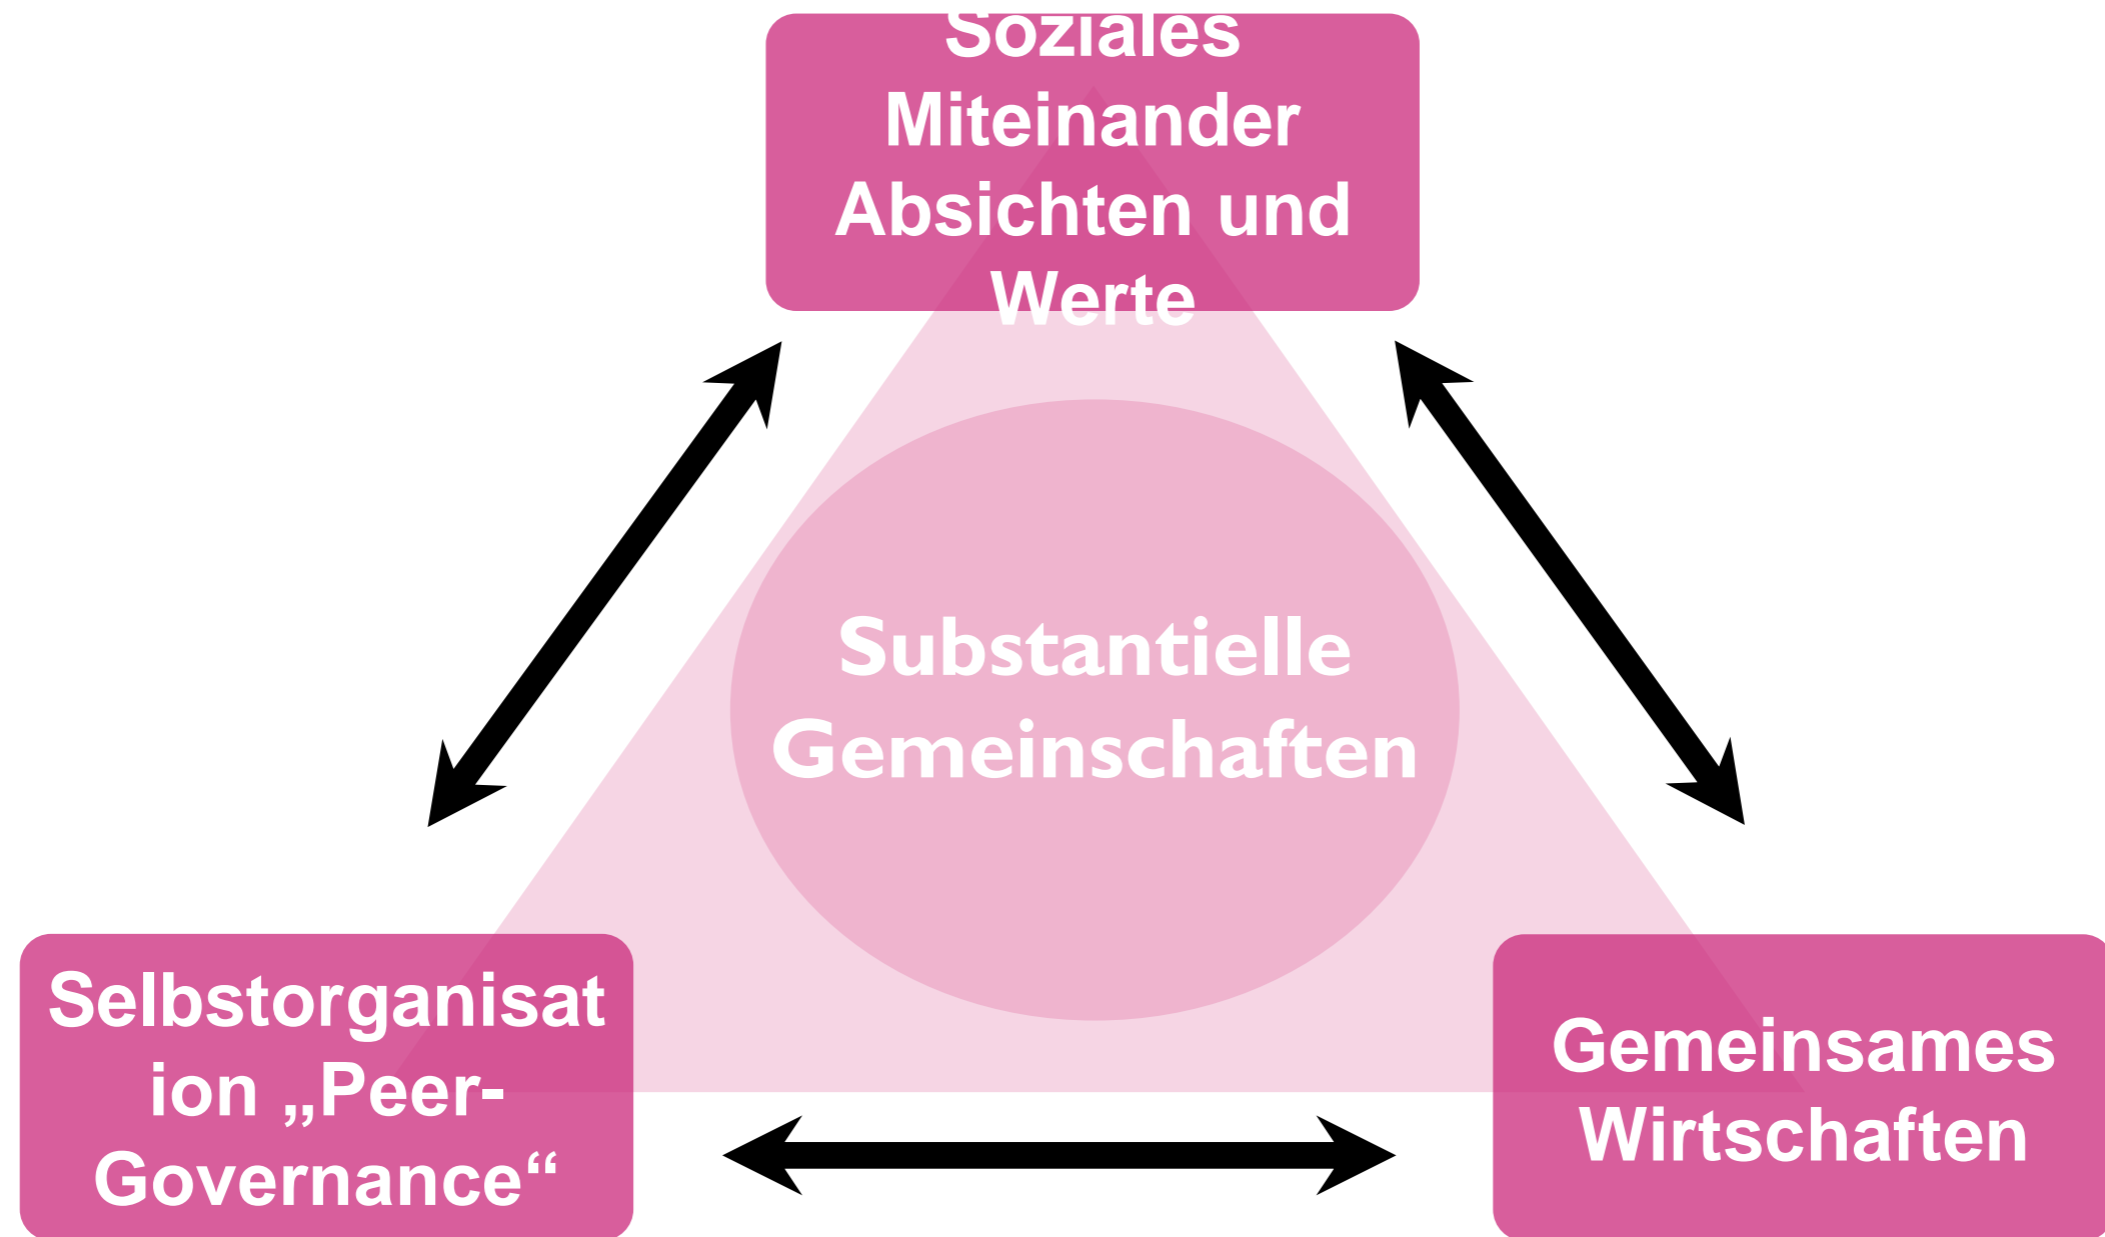 Soziales
Miteinander
Absichten und
Werte
Substantielle
Gemeinschaften
Selbstorganisat
ion „Peer-
Governance“
Gemeinsames
Wirtschaften